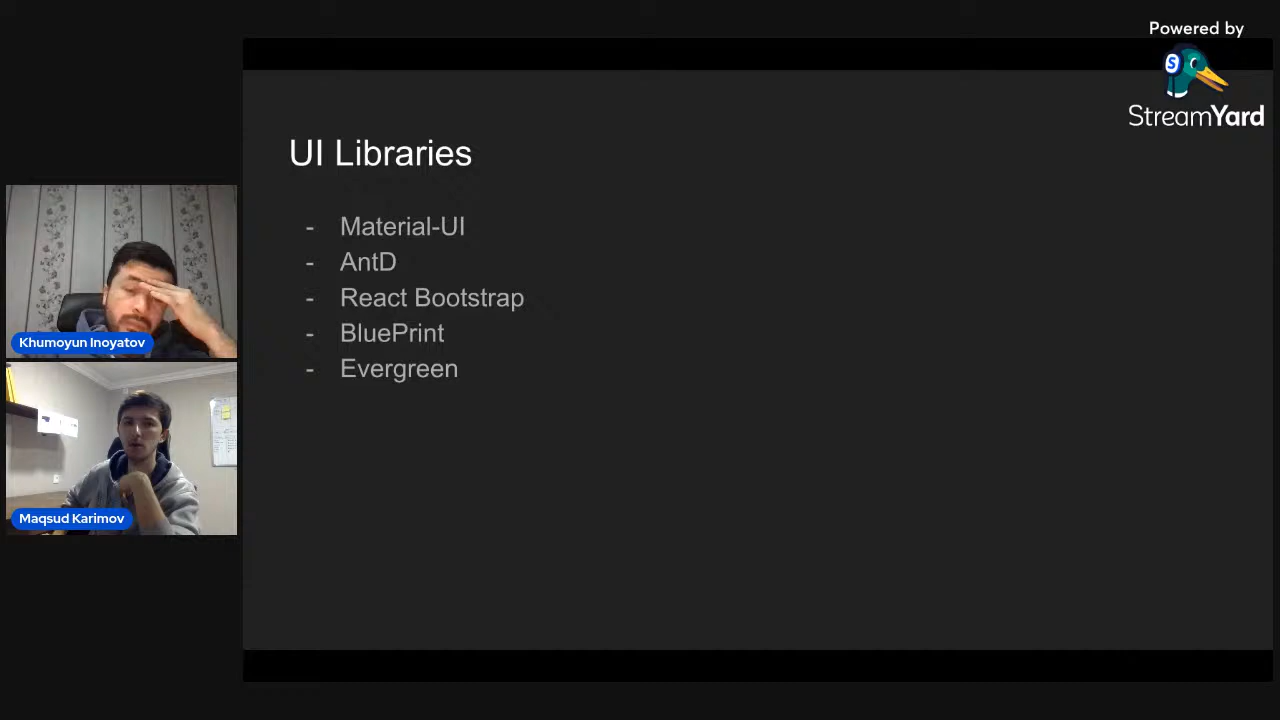 Powered by
StreamYard
UI Libraries
- Material-UI
- AntD
- React Bootstrap
- BluePrint
- Evergreen
Khumoyun Inoyatov
Maqsud Karimov